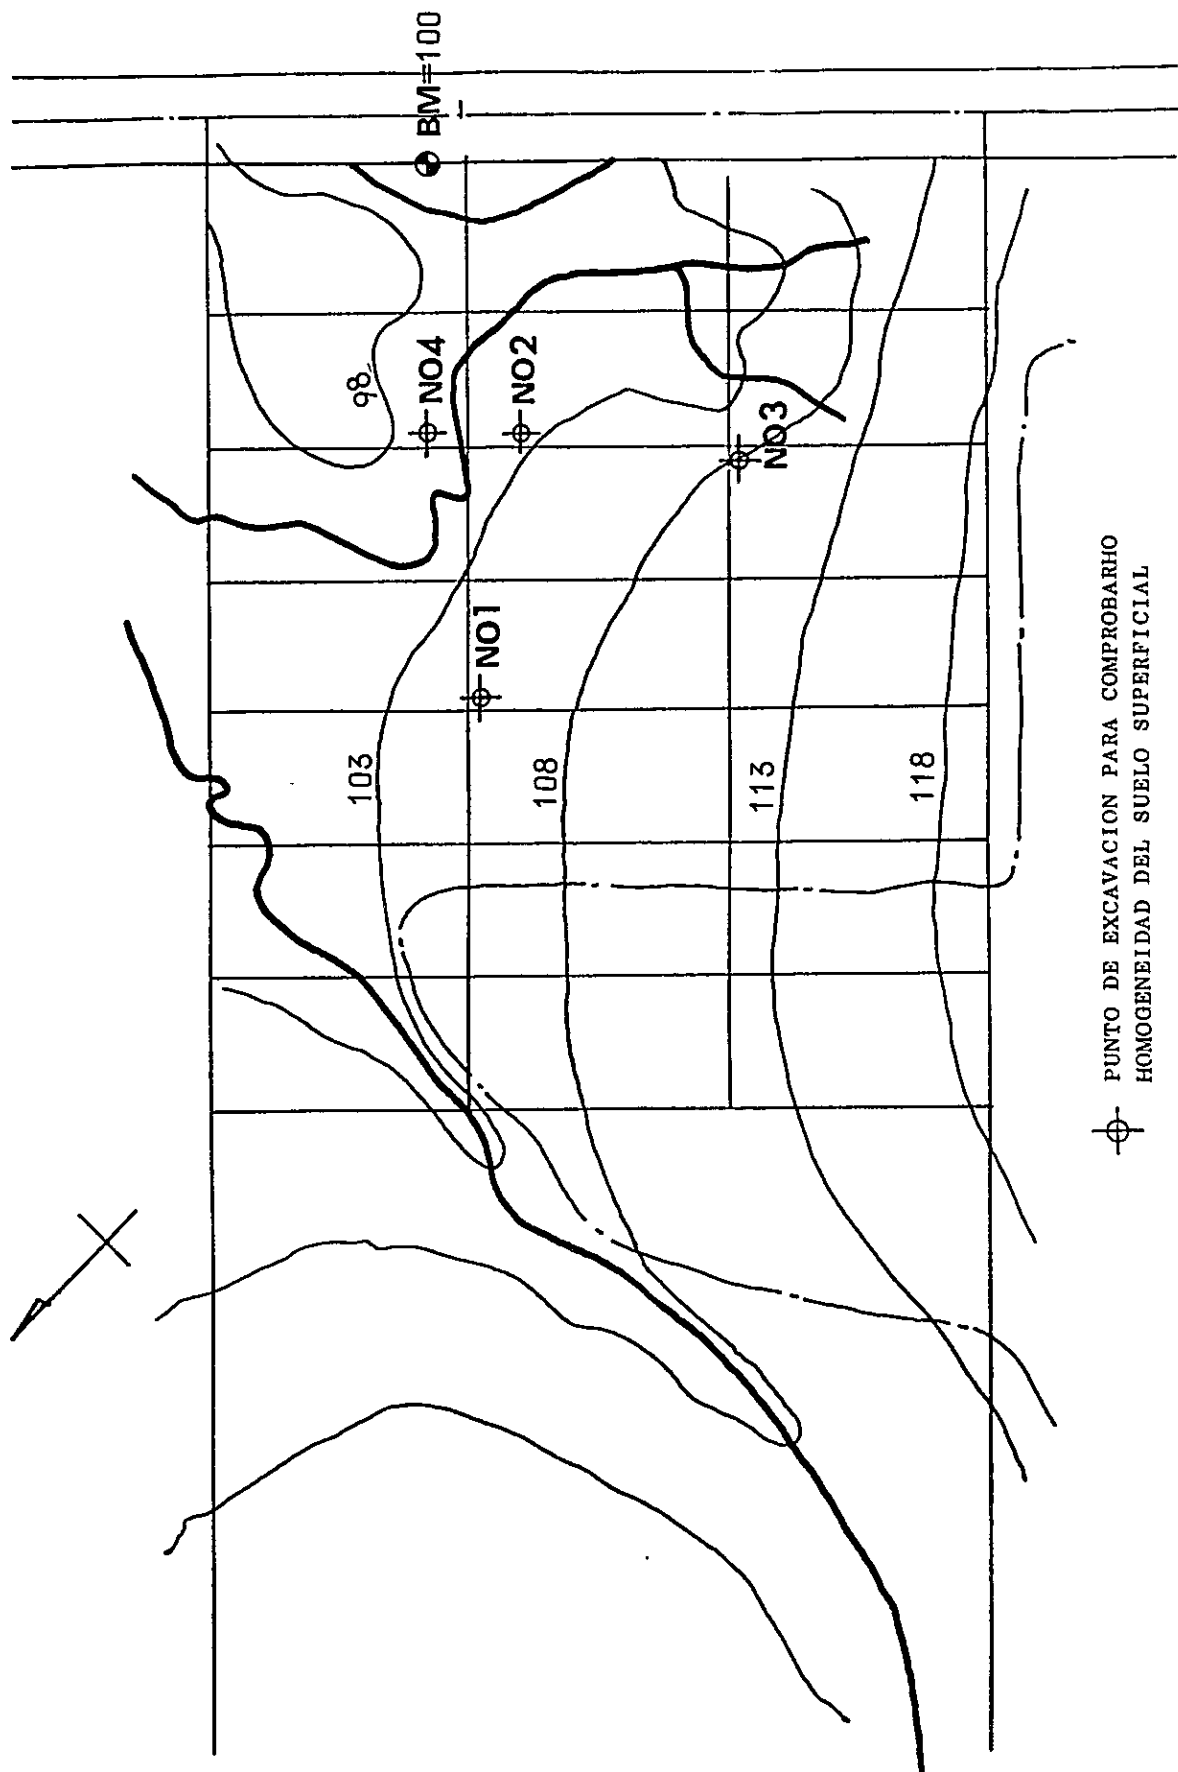 BM=100
98
NO4
NO2
NO3
NO1
103
108
113
118
PUNTO DE EXCAVACION PARA COMPROBARHO
HOMOGENEIDAD DEL SUELO SUPERFICIAL